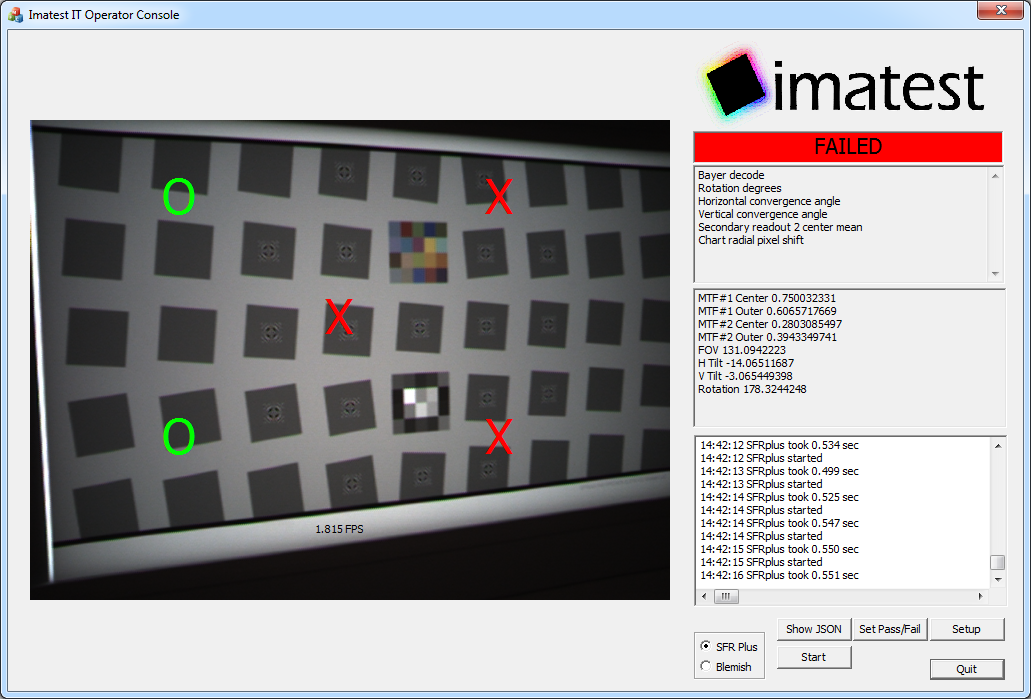 Imatest IT Operator Console
imatest
FAILED
Bayer decode
Rotation degrees
Horizontal convergence angle
Vertical convergence angle
Secondary readout 2 center mean
Chart radial pixel shift
O
X
X
O
X
1.815 FPS
MTF#1 Center 0.750032331
MTF#1 Outer 0.6065717669
MTF#2 Center 0.2803085497
MTF#2 Outer 0.3943349741
FOV 131.0942223
H Tilt -14.06511687
V Tilt -3.065449398
Rotation 178.3244248
14:42:12 SFRplus took 0.534 sec
14:42:12 SFRplus started
14:42:13 SFRplus took 0.499 sec
14:42:13 SFRplus started
14:42:14 SFRplus took 0.525 sec
14:42:14 SFRplus started
14:42:14 SFRplus took 0.547 sec
14:42:14 SFRplus started
14:42:15 SFRplus took 0.550 sec
14:42:15 SFRplus started
14:42:16 SFRplus took 0.551 sec
SFR Plus
Blemish
Show JSON
Set Pass/Fail
Setup
Start
Quit